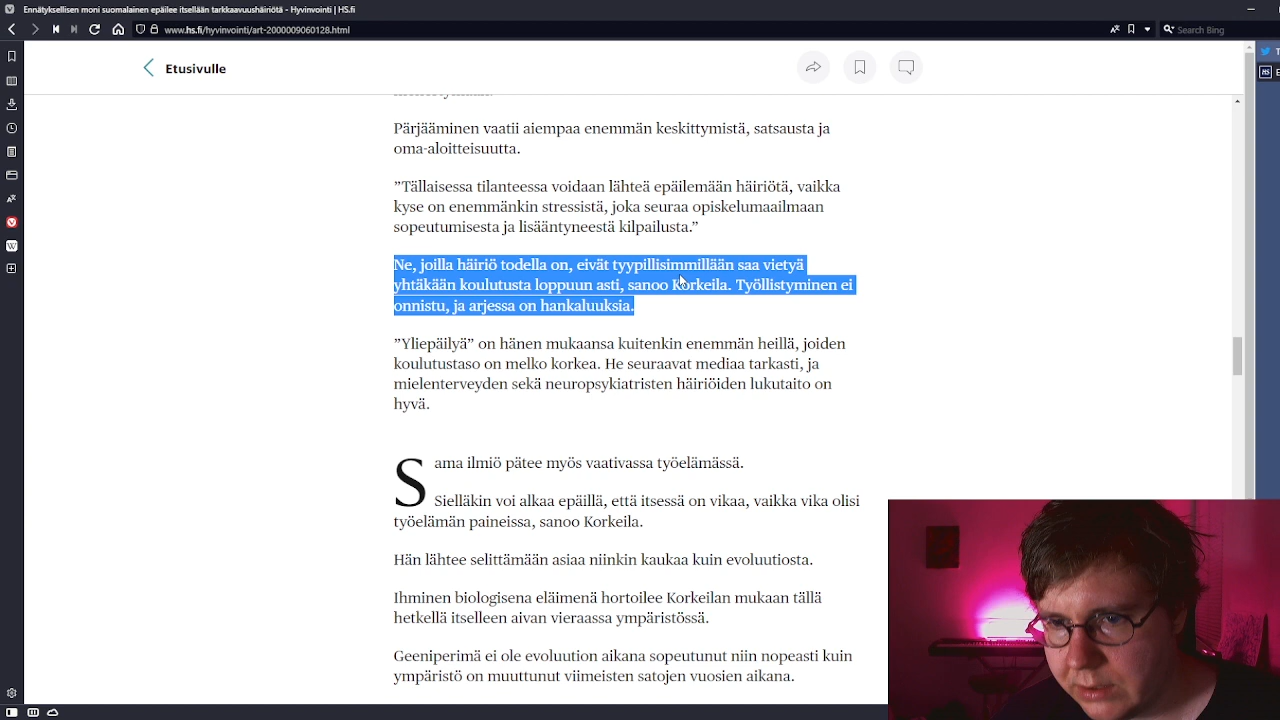 Ennätyksellisen moni suomalainen epäilee itsellään tarkkaavuushäiriötä - Hyvinvointi | HS.fi
www.hs.fi/hyvinvointi/art-2000009060128.html
Search Bing
Etusivulle
Pärjääminen vaatii aiempaa enemmän keskittymistä, satsausta ja
oma-aloitteisuutta.
”Tällaisessa tilanteessa voidaan lähteä epäilemään häiriötä, vaikka
kyse on enemmänkin stressistä, joka seuraa opiskelumaailmaan
sopeutumisesta ja lisääntyneestä kilpailusta.”
Ne, joilla häiriö todella on, eivät tyypillisimmillään saa vietyä
yhtäkään koulutusta loppuun asti, sanoo Korkeila. Työllistyminen ei
onnistu, ja arjessa on hankaluuksia.
”Yliepäilyä” on hänen mukaansa kuitenkin enemmän heillä, joiden
koulutustaso on melko korkea. He seuraavat mediaa tarkasti, ja
mielenterveyden sekä neuropsykiatristen häiriöiden lukutaito on
hyvä.
Sama ilmiö pätee myös vaativassa työelämässä.
Sielläkin voi alkaa epäillä, että itsessä on vikaa, vaikka vika olisi
työelämän paineissa, sanoo Korkeila.
Hän lähtee selittämään asiaa niinkin kaukaa kuin evoluutiosta.
Ihminen biologisena eläimenä hortoilee Korkeilan mukaan tällä
hetkellä itselleen aivan vieraassa ympäristössä.
Geeniperimä ei ole evoluution aikana sopeutunut niin nopeasti kuin
ympäristö on muuttunut viimeisten satojen vuosien aikana.